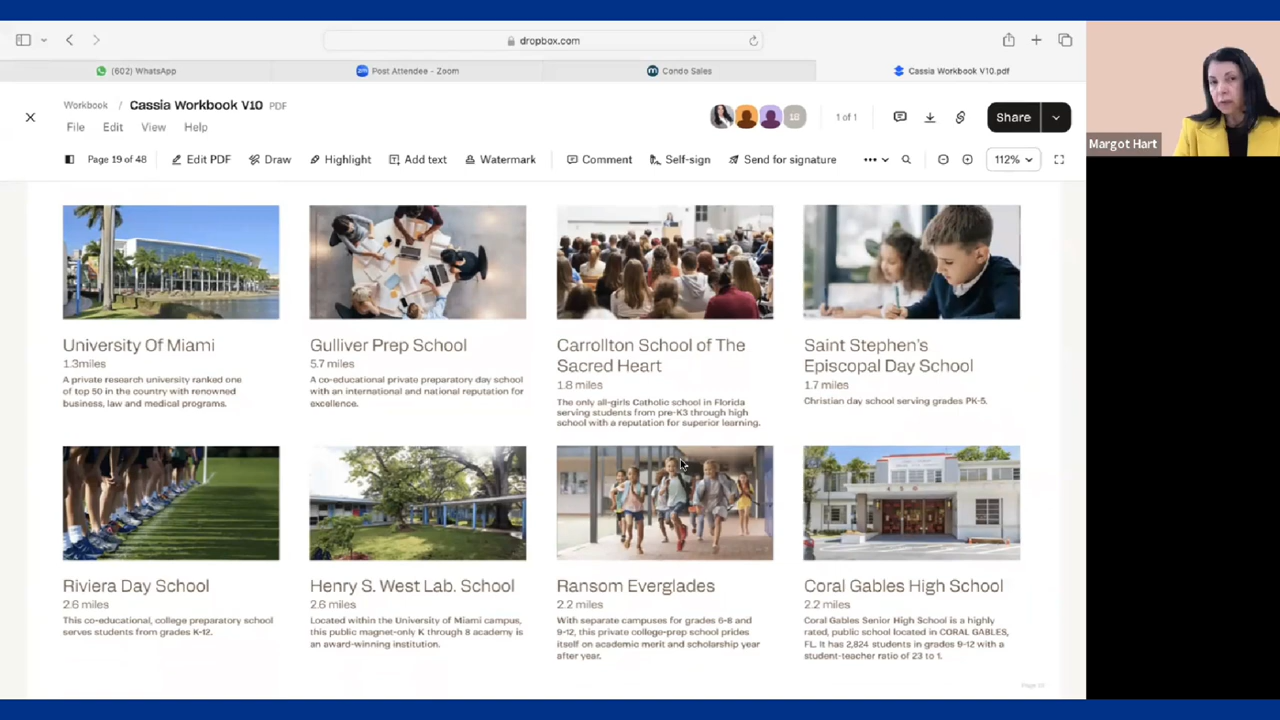 dropbox.com
(602) WhatsApp
Post Attendee - Zoom
Condo Sales
Cassia Workbook V10.pdf
Workbook / Cassia Workbook V10 PDF
File Edit View Help
18
1 of 1
Share
Page 19 of 48
Edit PDF
Draw
Highlight
Add text
Watermark
Comment
Self-sign
Send for signature
112%
Margot Hart
University Of Miami
1.3miles
A private research university ranked one
of top 50 in the country with renowned
business, law and medical programs.
Gulliver Prep School
5.7 miles
A co-educational private preparatory day school
with an international and national reputation for
excellence.
Carrollton School of The
Sacred Heart
1.8 miles
The only all-girls Catholic school in Florida
serving students from pre-K3 through high
school with a reputation for superior learning.
Saint Stephen's
Episcopal Day School
1.7 miles
Christian day school serving grades PK-5.
Riviera Day School
2.6 miles
This co-educational, college preparatory school
serves students from grades K-12.
Henry S. West Lab. School
2.6 miles
Located within the University of Miami campus,
this public magnet-only K through 8 academy is
an award-winning institution.
Ransom Everglades
2.2 miles
With separate campuses for grades 6-8 and
9-12, this private college-prep school prides
itself on academic merit and scholarship year
after year.
Coral Gables High School
2.2 miles
Coral Gables Senior High School is a highly
rated, public school located in CORAL GABLES,
FL. It has 2,824 students in grades 9-12 with a
student-teacher ratio of 23 to 1.